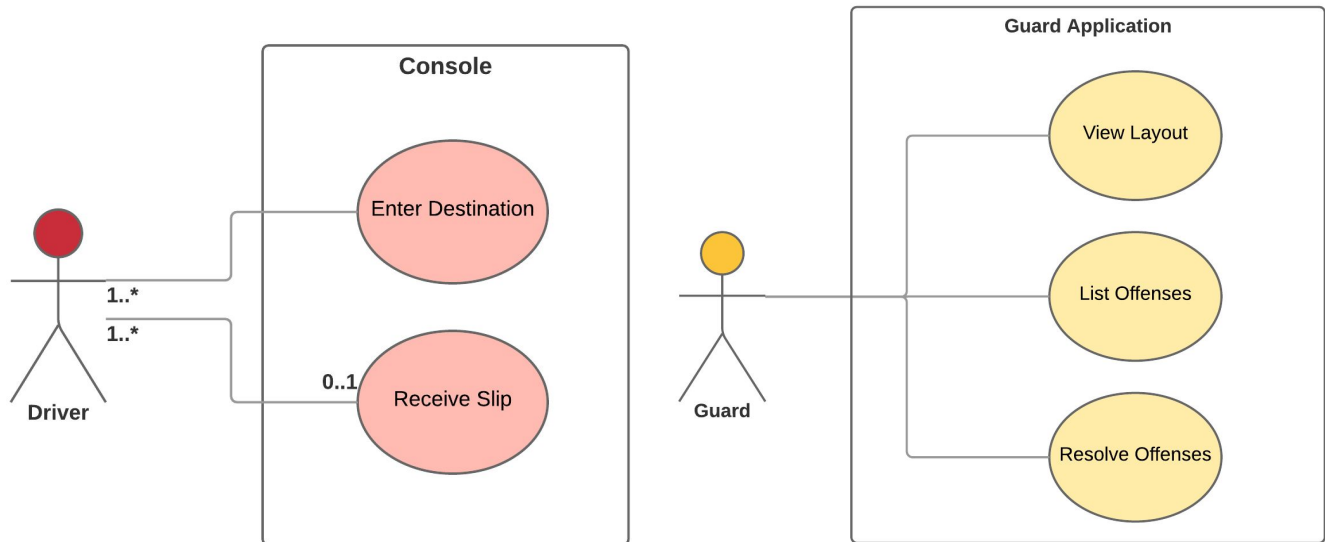 Console
Enter Destination
1..*
1..*
0..1
Receive Slip
Driver
Guard Application
View Layout
List Offenses
Resolve Offenses
Guard